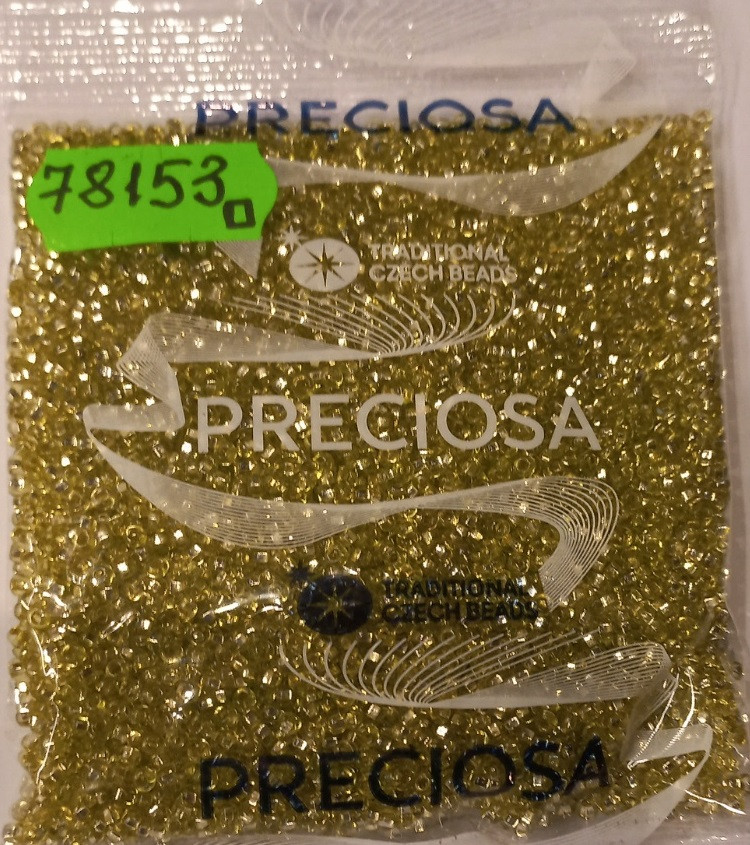 PRECIOSA
78153
TRADITIONAL
CZECH BEADS
PRECIOSA
TRADITIONAL
CZECH BEADS
PRECIOSA